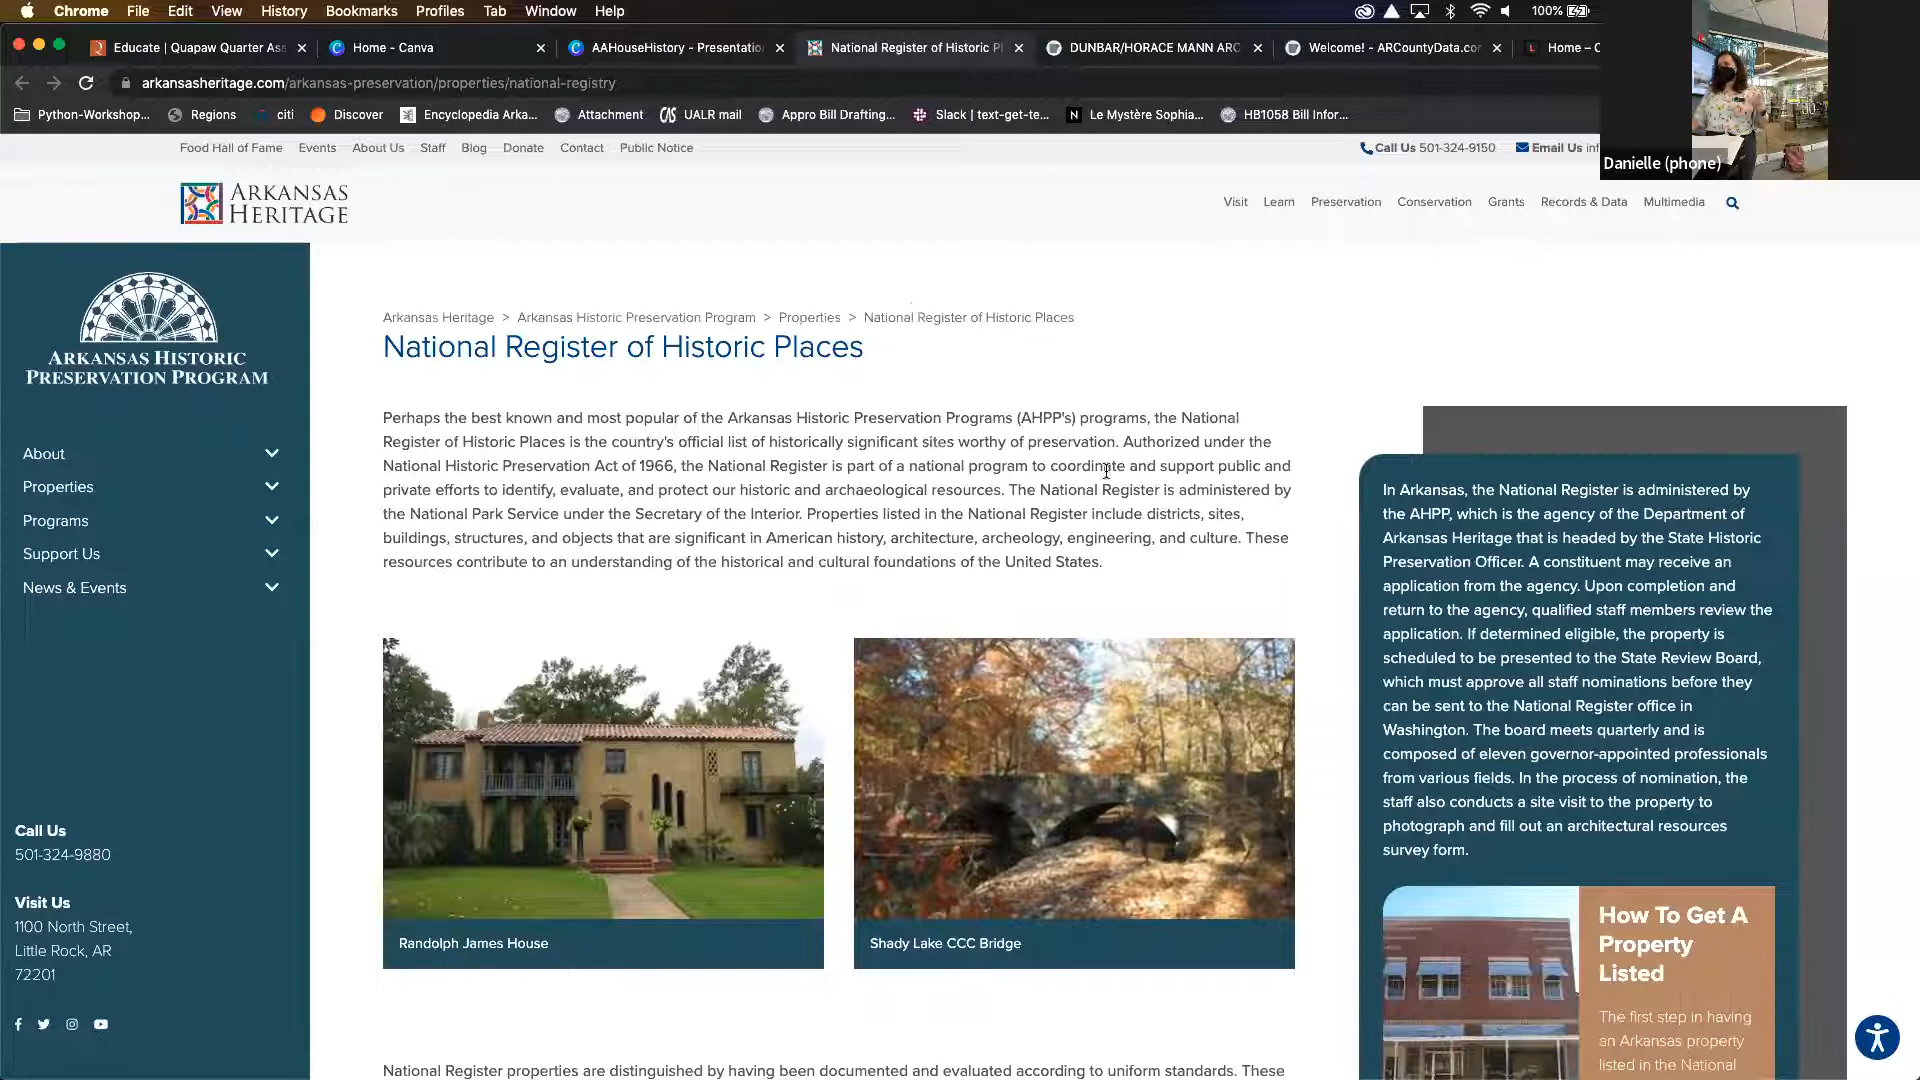 Chrome File Edit View History Bookmarks Profiles Tab Window Help 100%
Educate | Quapaw Quarter Ass
Home - Canva
AAHouseHistory - Presentatio
National Register of Historic Pl
DUNBAR/HORACE MANN ARC
Welcome! - ARCountyData.com
Home – C
arkansasheritage.com/arkansas-preservation/properties/national-registry
Python-Workshop...
Regions
citi
Discover
Encyclopedia Arka...
Attachment
UALR mail
Appro Bill Drafting...
Slack | text-get-te...
Le Mystère Sophia...
HB1058 Bill Infor...
Danielle (phone)
Food Hall of Fame Events About Us Staff Blog Donate Contact Public Notice
Call Us 501-324-9150 Email Us inf
ARKANSAS
HERITAGE
Visit Learn Preservation Conservation Grants Records & Data Multimedia
ARKANSAS HISTORIC
PRESERVATION PROGRAM
About
Properties
Programs
Support Us
News & Events
Call Us
501-324-9880
Visit Us
1100 North Street,
Little Rock, AR
72201
Arkansas Heritage > Arkansas Historic Preservation Program > Properties > National Register of Historic Places
National Register of Historic Places
Perhaps the best known and most popular of the Arkansas Historic Preservation Programs (AHPP's) programs, the National
Register of Historic Places is the country's official list of historically significant sites worthy of preservation. Authorized under the
National Historic Preservation Act of 1966, the National Register is part of a national program to coordinate and support public and
private efforts to identify, evaluate, and protect our historic and archaeological resources. The National Register is administered by
the National Park Service under the Secretary of the Interior. Properties listed in the National Register include districts, sites,
buildings, structures, and objects that are significant in American history, architecture, archeology, engineering, and culture. These
resources contribute to an understanding of the historical and cultural foundations of the United States.
Randolph James House
Shady Lake CCC Bridge
National Register properties are distinguished by having been documented and evaluated according to uniform standards. These
In Arkansas, the National Register is administered by
the AHPP, which is the agency of the Department of
Arkansas Heritage that is headed by the State Historic
Preservation Officer. A constituent may receive an
application from the agency. Upon completion and
return to the agency, qualified staff members review the
application. If determined eligible, the property is
scheduled to be presented to the State Review Board,
which must approve all staff nominations before they
can be sent to the National Register office in
Washington. The board meets quarterly and is
composed of eleven governor-appointed professionals
from various fields. In the process of nomination, the
staff also conducts a site visit to the property to
photograph and fill out an architectural resources
survey form.
How To Get A
Property
Listed
The first step in having
an Arkansas property
listed in the National